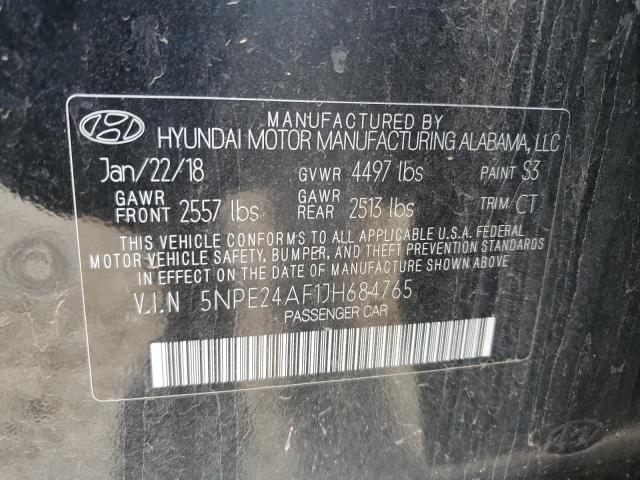 MANUFACTURED BY
HYUNDAI MOTOR MANUFACTURING ALABAMA, LLC
Jan/22/18 GVWR 4497 lbs PAINT S3
GAWR FRONT 2557 lbs GAWR REAR 2513 lbs TRIM CT
THIS VEHICLE CONFORMS TO ALL APPLICABLE U.S.A. FEDERAL
MOTOR VEHICLE SAFETY, BUMPER, AND THEFT PREVENTION STANDARDS
IN EFFECT ON THE DATE OF MANUFACTURE SHOWN ABOVE.
V.I.N 5NPE24AF1JH684765
PASSENGER CAR